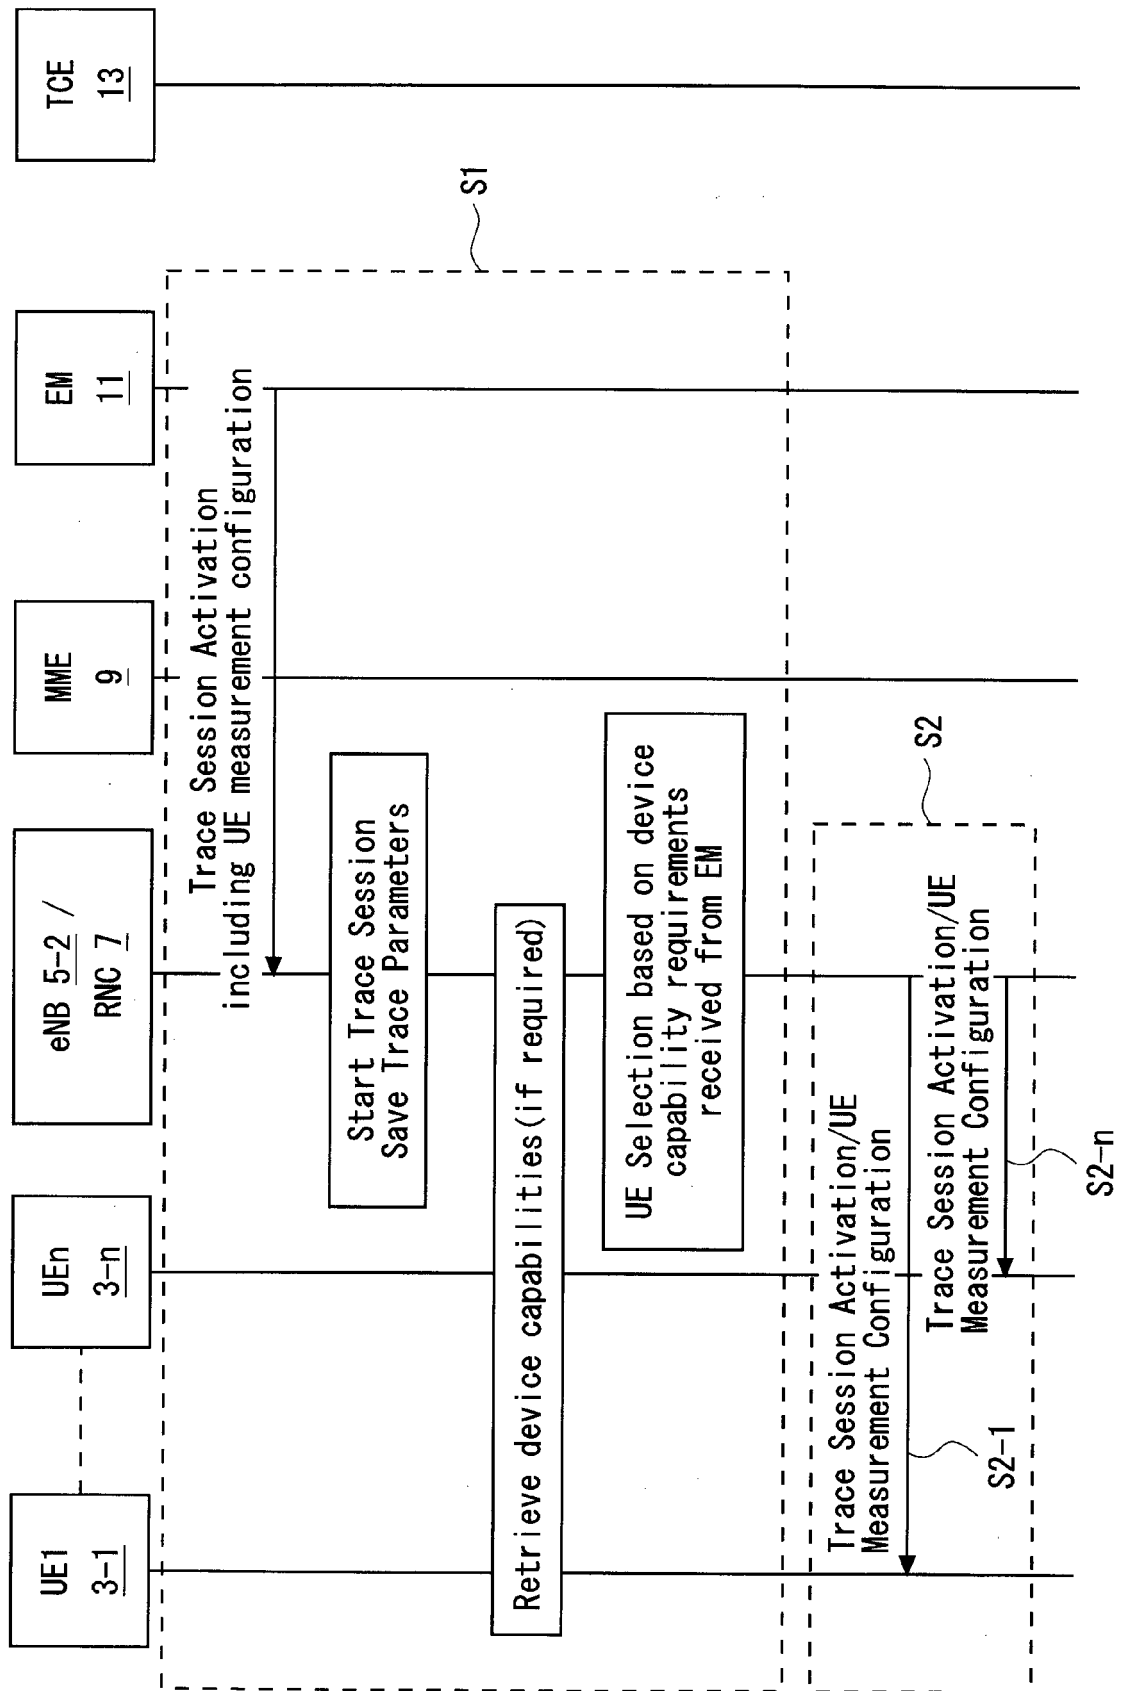 UE1
3-1
UEn
3-n
eNB 5-2 /
RNC 7
MME
9
EM
11
TCE
13
Trace Session Activation
including UE measurement configuration
S1
Start Trace Session
Save Trace Parameters
Retrieve device capabilities(if required)
UE Selection based on device
capability requirements
received from EM
S2
Trace Session Activation/UE
Measurement Configuration
S2-1
Trace Session Activation/UE
Measurement Configuration
S2-n